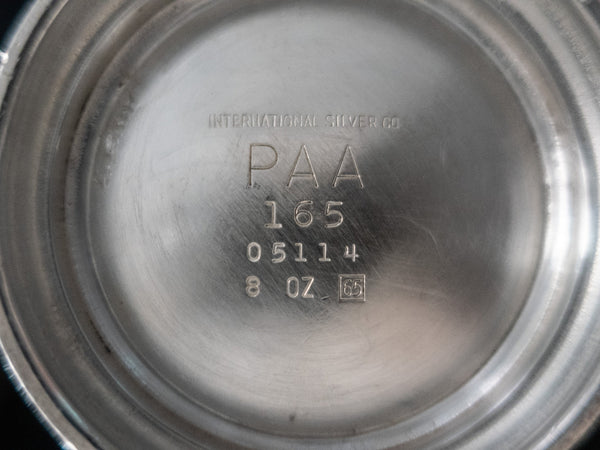 INTERNATIONAL SILVER CO
PAA
165
05114
8 OZ 65